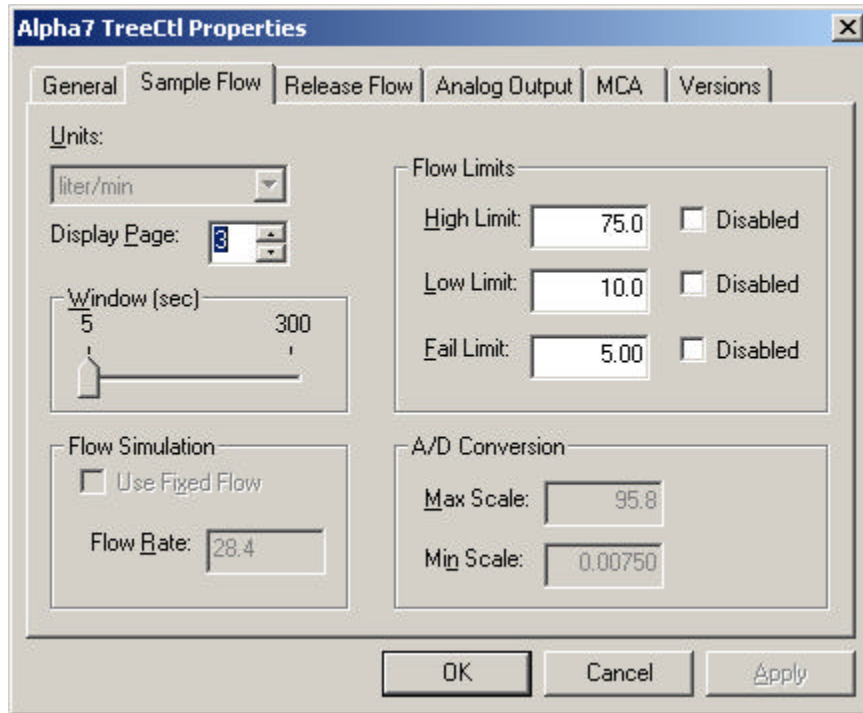 Alpha7 TreeCtl Properties
General Sample Flow Release Flow Analog Output MCA Versions
Units:
liter/min
Display Page: 3
Window (sec)
5 300
Flow Simulation
Use Fixed Flow
Flow Rate: 28.4
Flow Limits
High Limit: 75.0 Disabled
Low Limit: 10.0 Disabled
Fail Limit: 5.00 Disabled
A/D Conversion
Max Scale: 95.8
Min Scale: 0.00750
OK Cancel Apply